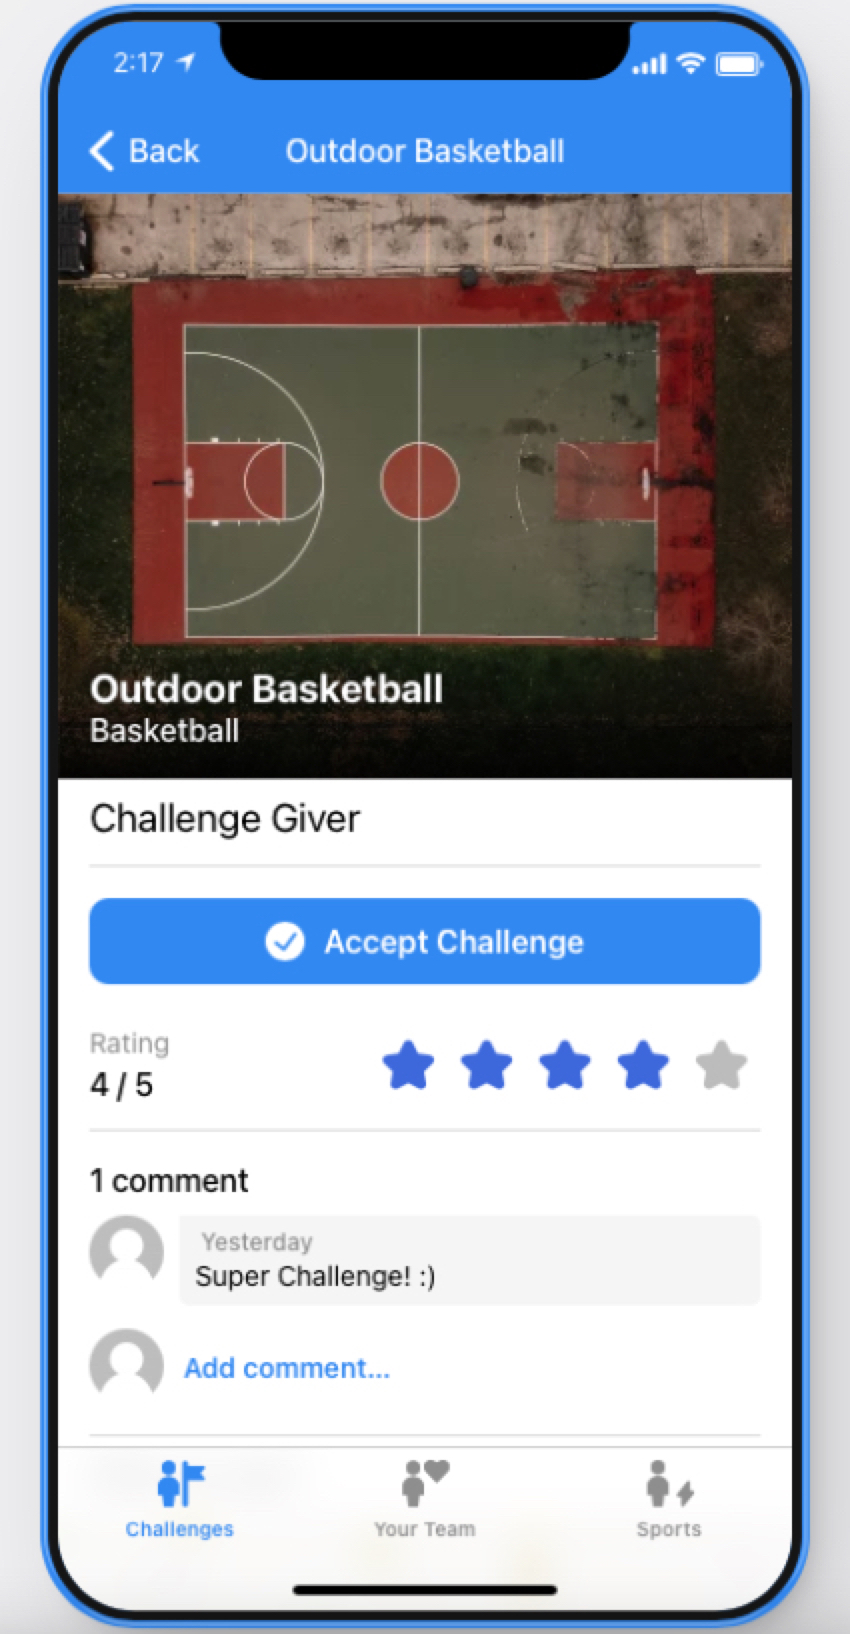 2:17
Back
Outdoor Basketball
Outdoor Basketball
Basketball
Challenge Giver
Accept Challenge
Rating
4 / 5
1 comment
Yesterday
Super Challenge! :)
Add comment...
Challenges
Your Team
Sports